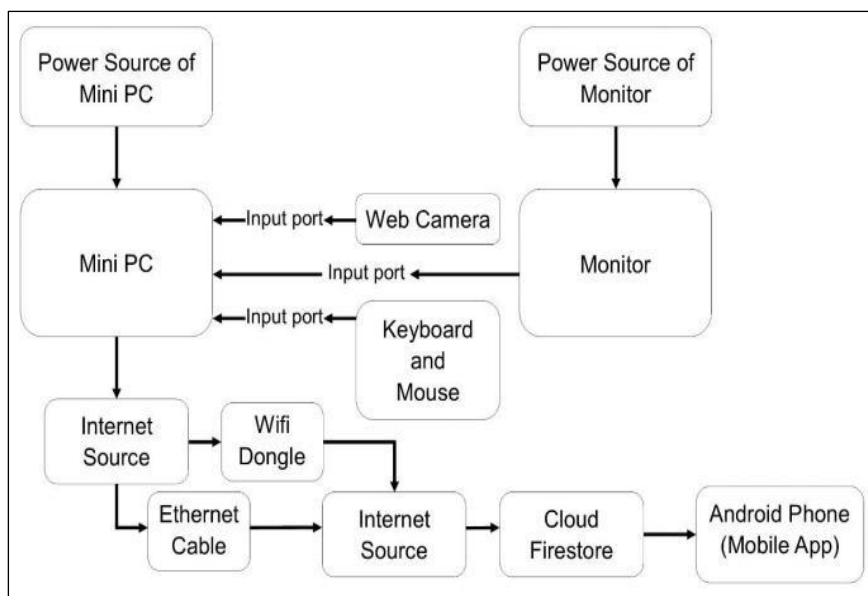 Power Source of
Mini PC
Power Source of
Monitor
Mini PC
Input port
Web Camera
Input port
Monitor
Input port
Keyboard
and
Mouse
Internet
Source
Wifi
Dongle
Ethernet
Cable
Internet
Source
Cloud
Firestore
Android Phone
(Mobile App)